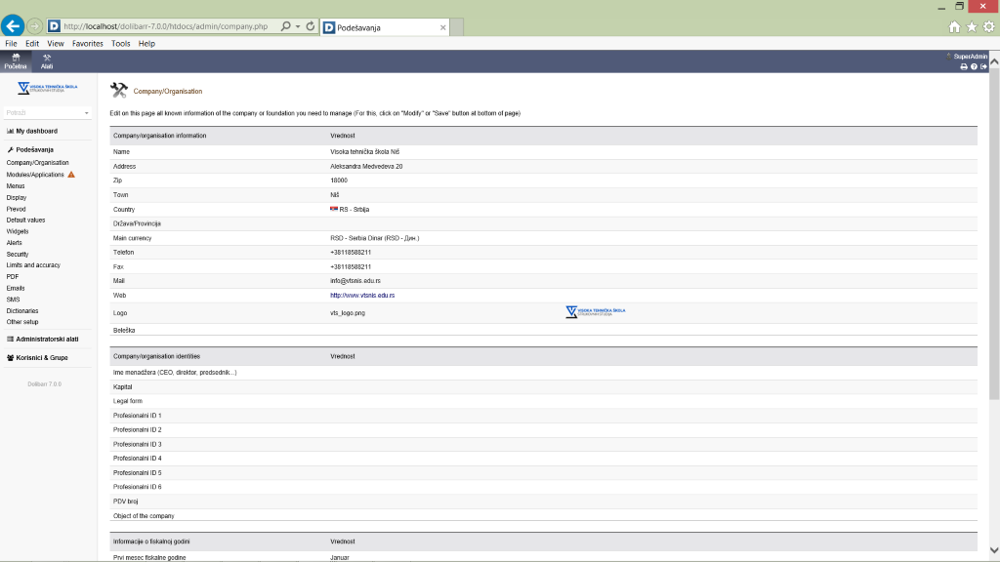 http://localhost/dolibarr-7.0.0/htdocs/admin/company.php
Podešavanja
File Edit View Favorites Tools Help
Početna
Alati
SuperAdmin
VISOKA TEHNIČKA ŠKOLA
STRUKOVNIH STUDIJA
Potraži
My dashboard
Podešavanja
Company/Organisation
Modules/Applications
Menus
Display
Prevod
Default values
Widgets
Alerts
Security
Limits and accuracy
PDF
Emails
SMS
Dictionaries
Other setup
Administratorski alati
Korisnici & Grupe
Dolibarr 7.0.0
Company/Organisation
Edit on this page all known information of the company or foundation you need to manage (For this, click on "Modify" or "Save" button at bottom of page)
Company/organisation information Vrednost
Name Visoka tehnička škola Niš
Address Aleksandra Medvedeva 20
Zip 18000
Town Niš
Country RS - Srbija
Država/Provincija
Main currency RSD - Serbia Dinar (RSD - Дин.)
Telefon +38118588211
Fax +38118588211
Mail info@vtsnis.edu.rs
Web http://www.vtsnis.edu.rs
Logo vts_logo.png VISOKA TEHNIČKA ŠKOLA
STRUKOVNIH STUDIJA
Beleška
Company/organisation identities Vrednost
Ime menadžera (CEO, direktor, predsednik...)
Kapital
Legal form
Profesionalni ID 1
Profesionalni ID 2
Profesionalni ID 3
Profesionalni ID 4
Profesionalni ID 5
Profesionalni ID 6
PDV broj
Object of the company
Informacije o fiskalnoj godini Vrednost
Prvi mesec fiskalne godine Januar